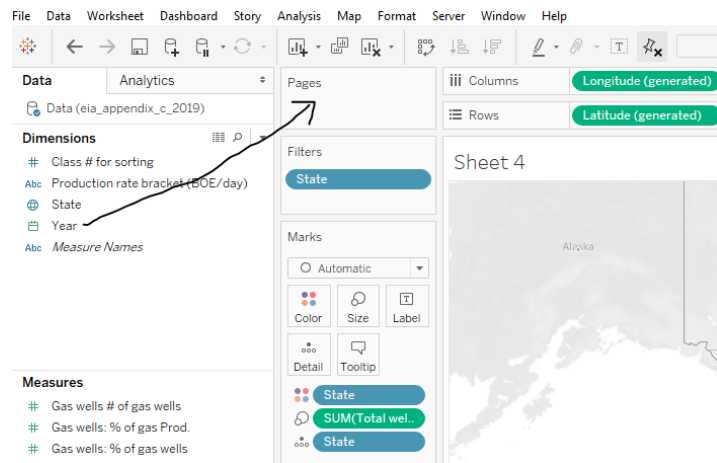 File Data Worksheet Dashboard Story Analysis Map Format Server Window Help
Data Analytics
Data (eia_appendix_c_2019)
Dimensions
# Class # for sorting
Abc Production rate bracket (BOE/day)
State
Year
Abc Measure Names
Measures
# Gas wells # of gas wells
# Gas wells: % of gas Prod.
# Gas wells: % of gas wells
Pages
Filters
State
Marks
Automatic
Color Size Label
Detail Tooltip
State
SUM(Total wel..
State
iii Columns Longitude (generated)
Rows Latitude (generated)
Sheet 4
Alaska